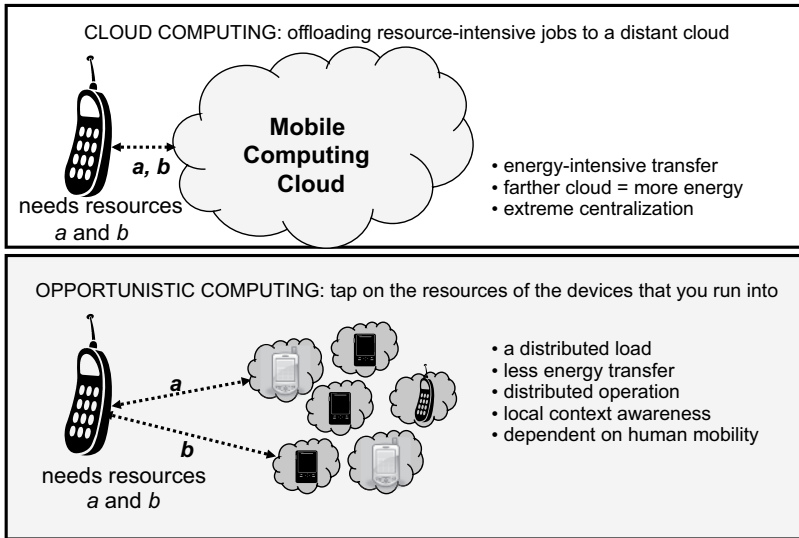 CLOUD COMPUTING: offloading resource-intensive jobs to a distant cloud
a, b
Mobile
Computing
Cloud
needs resources
a and b
• energy-intensive transfer
• farther cloud = more energy
• extreme centralization
OPPORTUNISTIC COMPUTING: tap on the resources of the devices that you run into
a
b
needs resources
a and b
• a distributed load
• less energy transfer
• distributed operation
• local context awareness
• dependent on human mobility